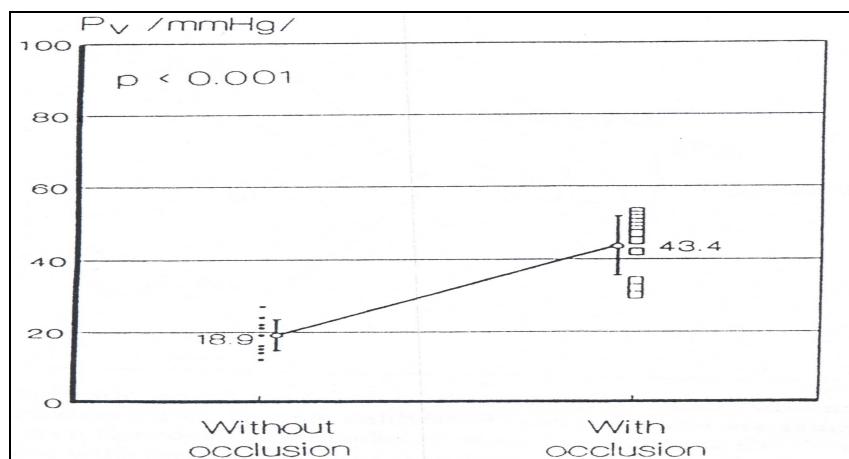 Pv /mmHg/
100
p < 0.001
80
60
43.4
40
20
18.9
0
Without occlusion
With occlusion